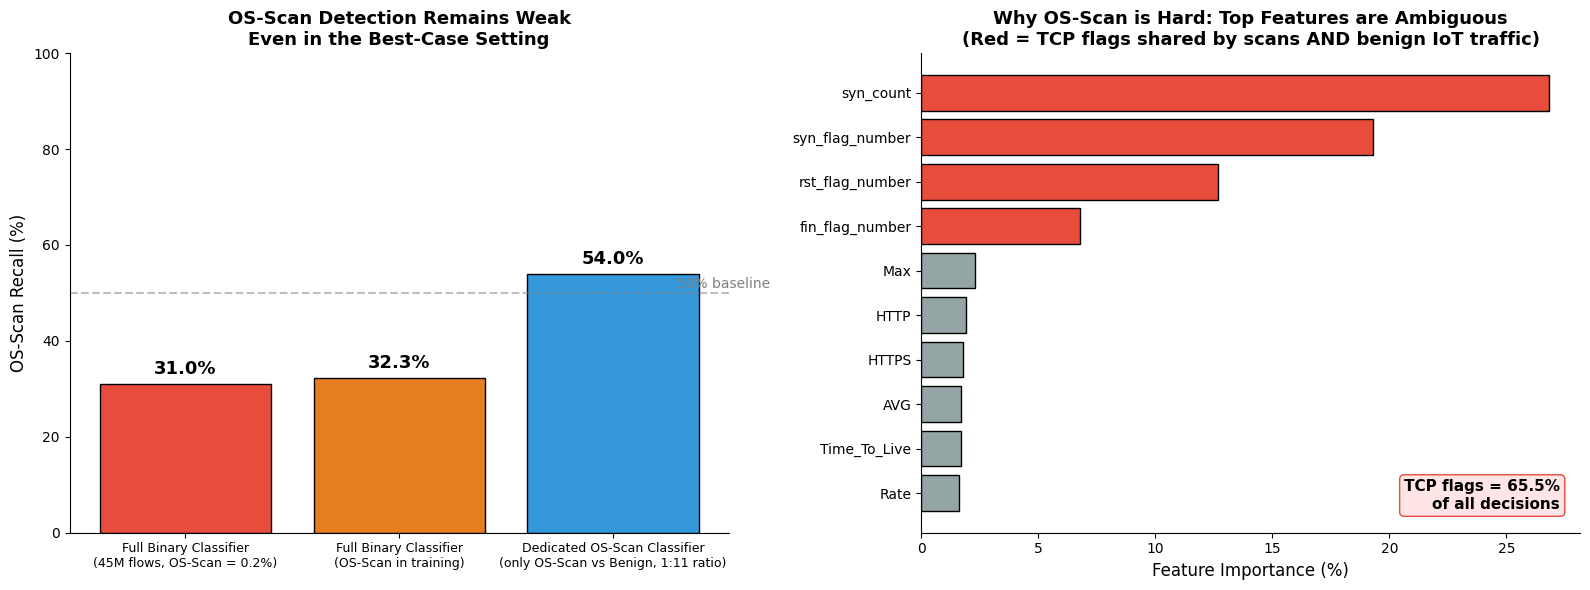 OS-Scan Detection Remains Weak
Even in the Best-Case Setting
OS-Scan Recall (%)
100
80
60
40
20
0
31.0%
32.3%
54.0%
50% baseline
Full Binary Classifier
(45M flows, OS-Scan = 0.2%)
Full Binary Classifier
(OS-Scan in training)
Dedicated OS-Scan Classifier
(only OS-Scan vs Benign, 1:11 ratio)
Why OS-Scan is Hard: Top Features are Ambiguous
(Red = TCP flags shared by scans AND benign IoT traffic)
syn_count
syn_flag_number
rst_flag_number
fin_flag_number
Max
HTTP
HTTPS
AVG
Time_To_Live
Rate
TCP flags = 65.5%
of all decisions
0
5
10
15
20
25
Feature Importance (%)